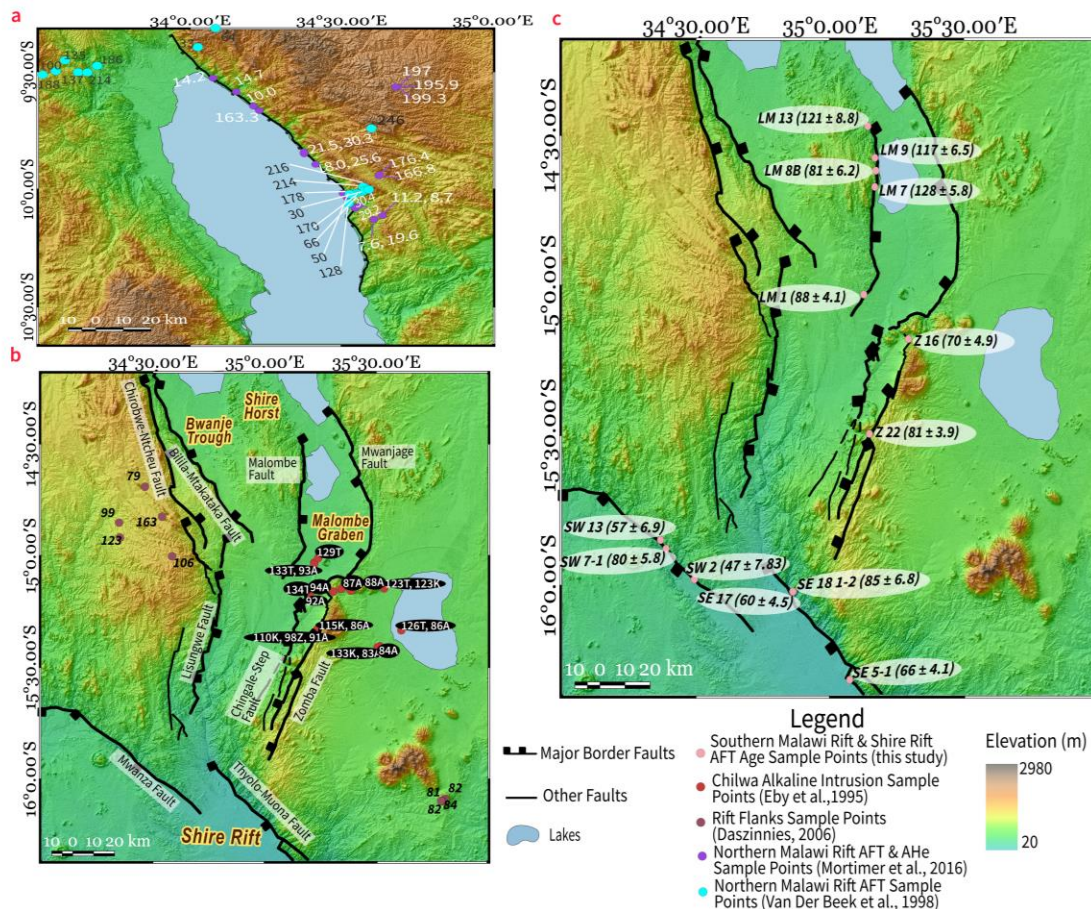 a
34°0.00′E
34°30.00′E
35°00′E
9°30.00′S
10°0.00′S
10°30.00′S
188
137
214
186
14.2
14.7
10.0
163.3
197
195.9
199.3
246
21.5, 30.3
18.0, 25.6
176.4
166.8
11.2, 8.7
7.6, 19.6
216
214
178
30
170
66
50
128
10 0 10 20 km
b
34°30.00′E
35°0.00′E
35°30.00′E
14°30.00′S
15°0.00′S
15°30.00′S
16°0.00′S
Chirobwe-Ntcheu Fault
Bwanje
Trough
Shire
Horst
Bilila-Mtakataka Fault
Malombe
Fault
Mwanjage
Fault
Malombe
Graben
79
99
163
123
106
129T
133T, 93A
134T
94A
87A
88A
123T, 123K
92A
115K, 86A
126T, 86A
110K, 98Z, 91A
133K, 83A
84A
Lisungwe Fault
Chingale-Step
Fault
Zomba Fault
Mwanza Fault
Thyolo-Muona Fault
Shire Rift
81
82
82
84
10 0 10 20 km
c
34°30.00′E
35°0.00′E
35°30.00′E
14°30.00′S
15°0.00′S
15°30.00′S
16°0.00′S
LM 13 (121 ± 8.8)
LM 9 (117 ± 6.5)
LM 8B (81 ± 6.2)
LM 7 (128 ± 5.8)
LM 1 (88 ± 4.1)
Z 16 (70 ± 4.9)
Z 22 (81 ± 3.9)
SW 13 (57 ± 6.9)
SW 7-1 (80 ± 5.8)
SW 2 (47 ± 7.83)
SE 18 1-2 (85 ± 6.8)
SE 17 (60 ± 4.5)
SE 5-1 (66 ± 4.1)
10 0 10 20 km
Legend
Major Border Faults
Other Faults
Lakes
Southern Malawi Rift & Shire Rift
AFT Age Sample Points (this study)
Chilwa Alkaline Intrusion Sample
Points (Eby et al.,1995)
Rift Flanks Sample Points
(Daszinnies, 2006)
Northern Malawi Rift AFT & AHe
Sample Points (Mortimer et al., 2016)
Northern Malawi Rift AFT Sample
Points (Van Der Beek et al., 1998)
Elevation (m)
2980
20